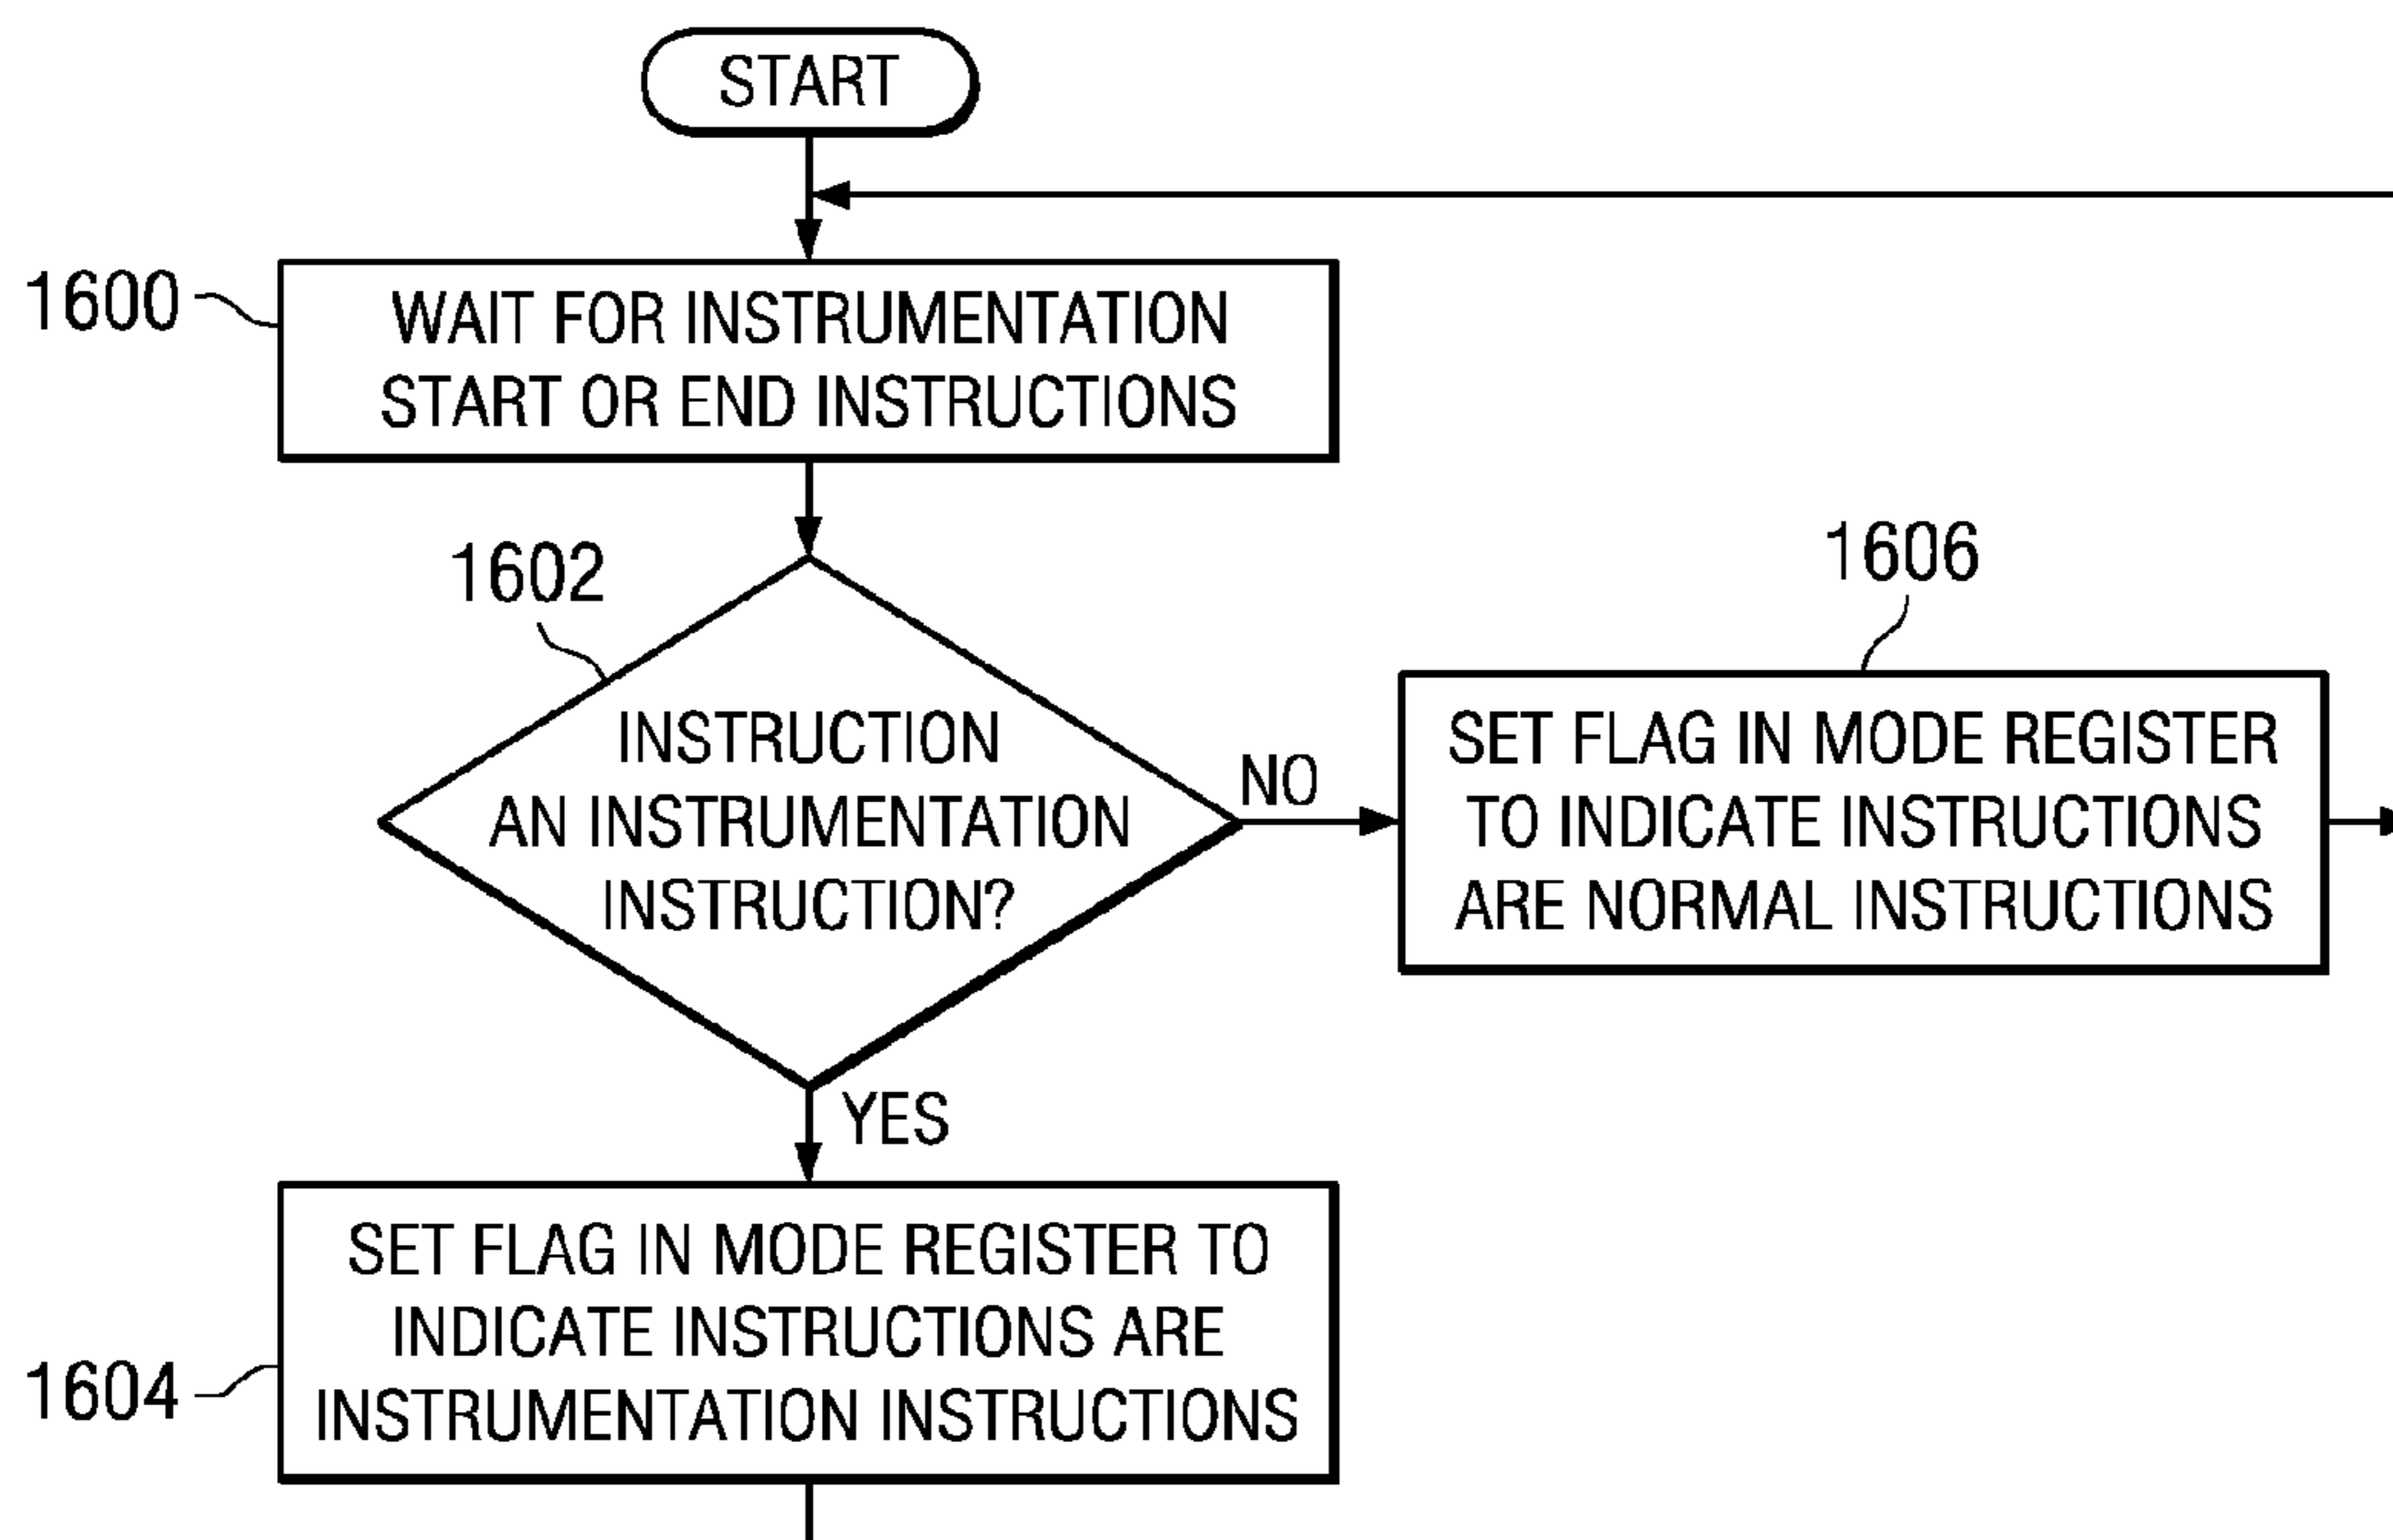 START
1600
WAIT FOR INSTRUMENTATION
START OR END INSTRUCTIONS
1602
INSTRUCTION
AN INSTRUMENTATION
INSTRUCTION?
NO
1606
SET FLAG IN MODE REGISTER
TO INDICATE INSTRUCTIONS
ARE NORMAL INSTRUCTIONS
YES
1604
SET FLAG IN MODE REGISTER TO
INDICATE INSTRUCTIONS ARE
INSTRUMENTATION INSTRUCTIONS